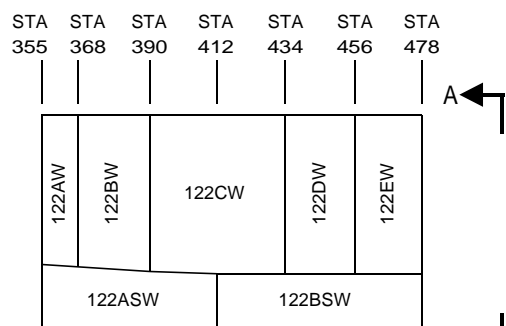 STA STA STA STA STA STA STA
355 368 390 412 434 456 478
A
122AW 122BW 122CW 122DW 122EW
122ASW 122BSW